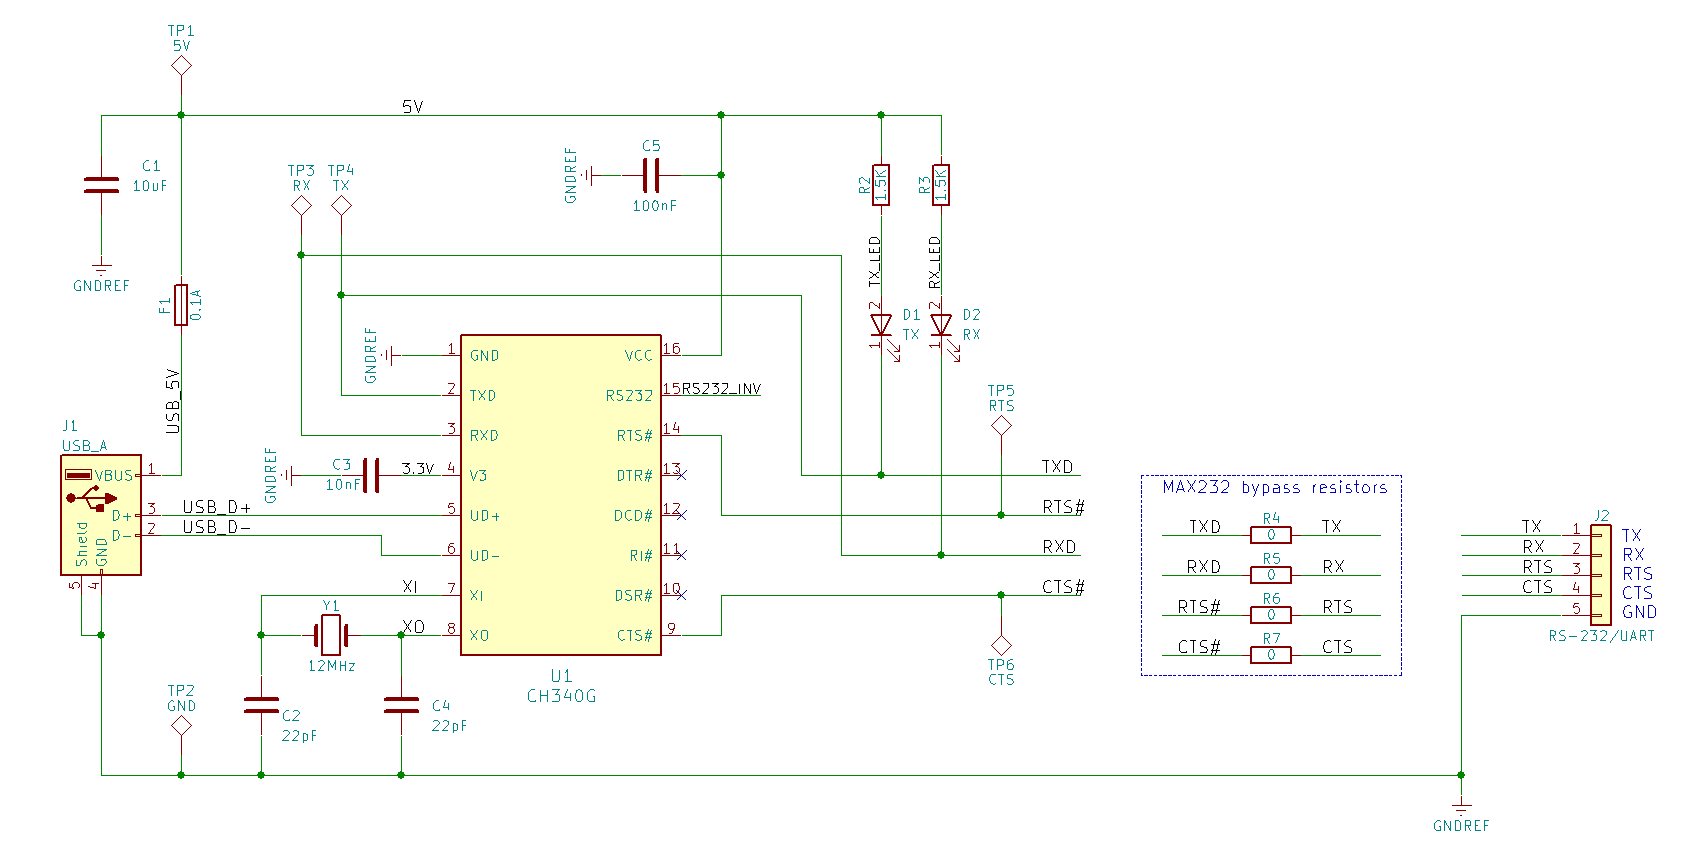 TP1
5V
5V
C1
10uF
GNDREF
F1
0.1A
USB_5V
TP3
RX
TP4
TX
C5
100nF
GNDREF
R2
1.5K
R3
1.5K
TX_LED
RX_LED
2
D1
TX
1
2
D2
RX
1
J1
USB_A
VBUS
1
D+
3
D-
2
Shield
GND
5
4
USB_D+
USB_D-
GNDREF
GNDREF
C3
10nF
3.3V
XI
XO
Y1
12MHz
C2
22pF
C4
22pF
TP2
GND
1
GND
2
TXD
3
RXD
4
V3
5
UD+
6
UD-
7
XI
8
XO
VCC
16
RS232
15
RS232_INV
RTS#
14
DTR#
13
DCD#
12
RI#
11
DSR#
10
CTS#
9
U1
CH340G
TP5
RTS
TXD
RTS#
RXD
CTS#
TP6
CTS
MAX232 bypass resistors
TXD
R4
0
TX
RXD
R5
0
RX
RTS#
R6
0
RTS
CTS#
R7
0
CTS
J2
TX
1
TX
RX
2
RX
RTS
3
RTS
CTS
4
CTS
5
GND
RS-232/UART
GNDREF